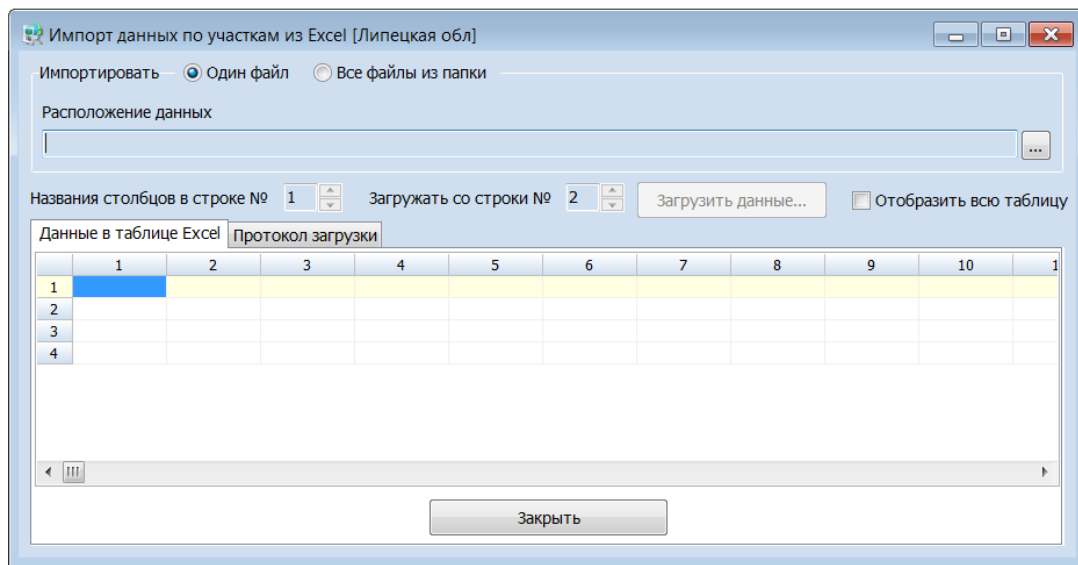 Импорт данных по участкам из Excel [Липецкая обл]
Импортировать Один файл Все файлы из папки
Расположение данных
...
Названия столбцов в строке № 1 Загружать со строки № 2 Загрузить данные... Отобразить всю таблицу
Данные в таблице Excel Протокол загрузки
1 2 3 4 5 6 7 8 9 10 1
1
2
3
4
Закрыть